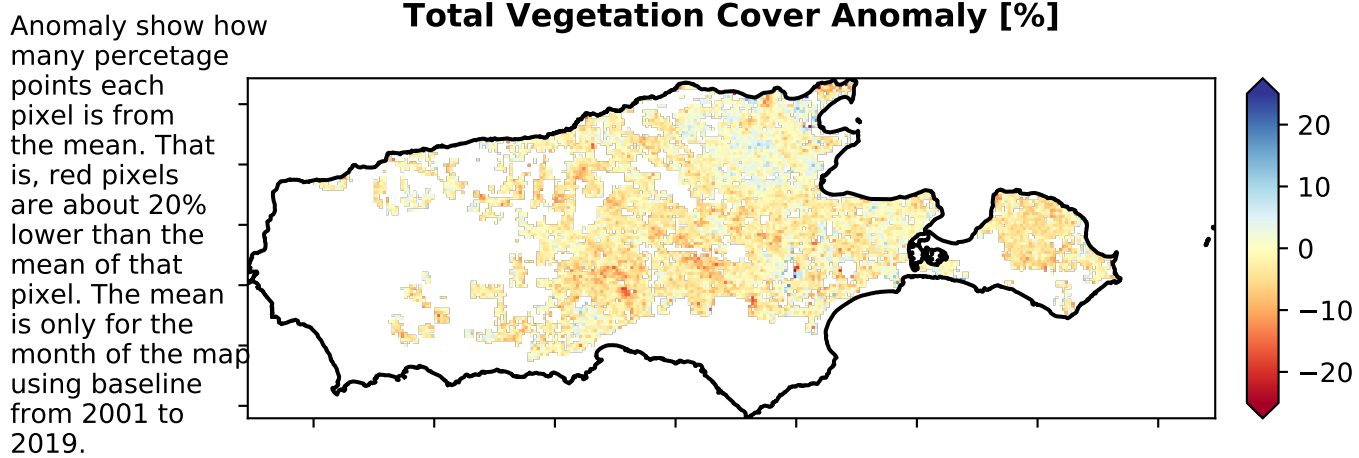 Total Vegetation Cover Anomaly [%]
Anomaly show how
many percetage
points each
pixel is from
the mean. That
is, red pixels
are about 20%
lower than the
mean of that
pixel. The mean
is only for the
month of the map
using baseline
from 2001 to
2019.
20
10
0
−10
−20